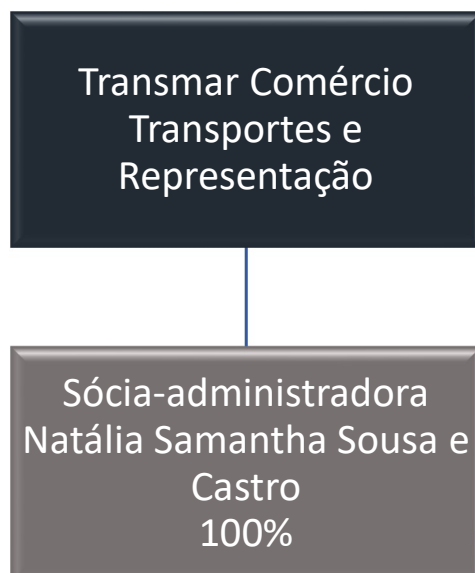 Transmar Comércio
Transportes e
Representação
Sócia-administradora
Natália Samantha Sousa e
Castro
100%